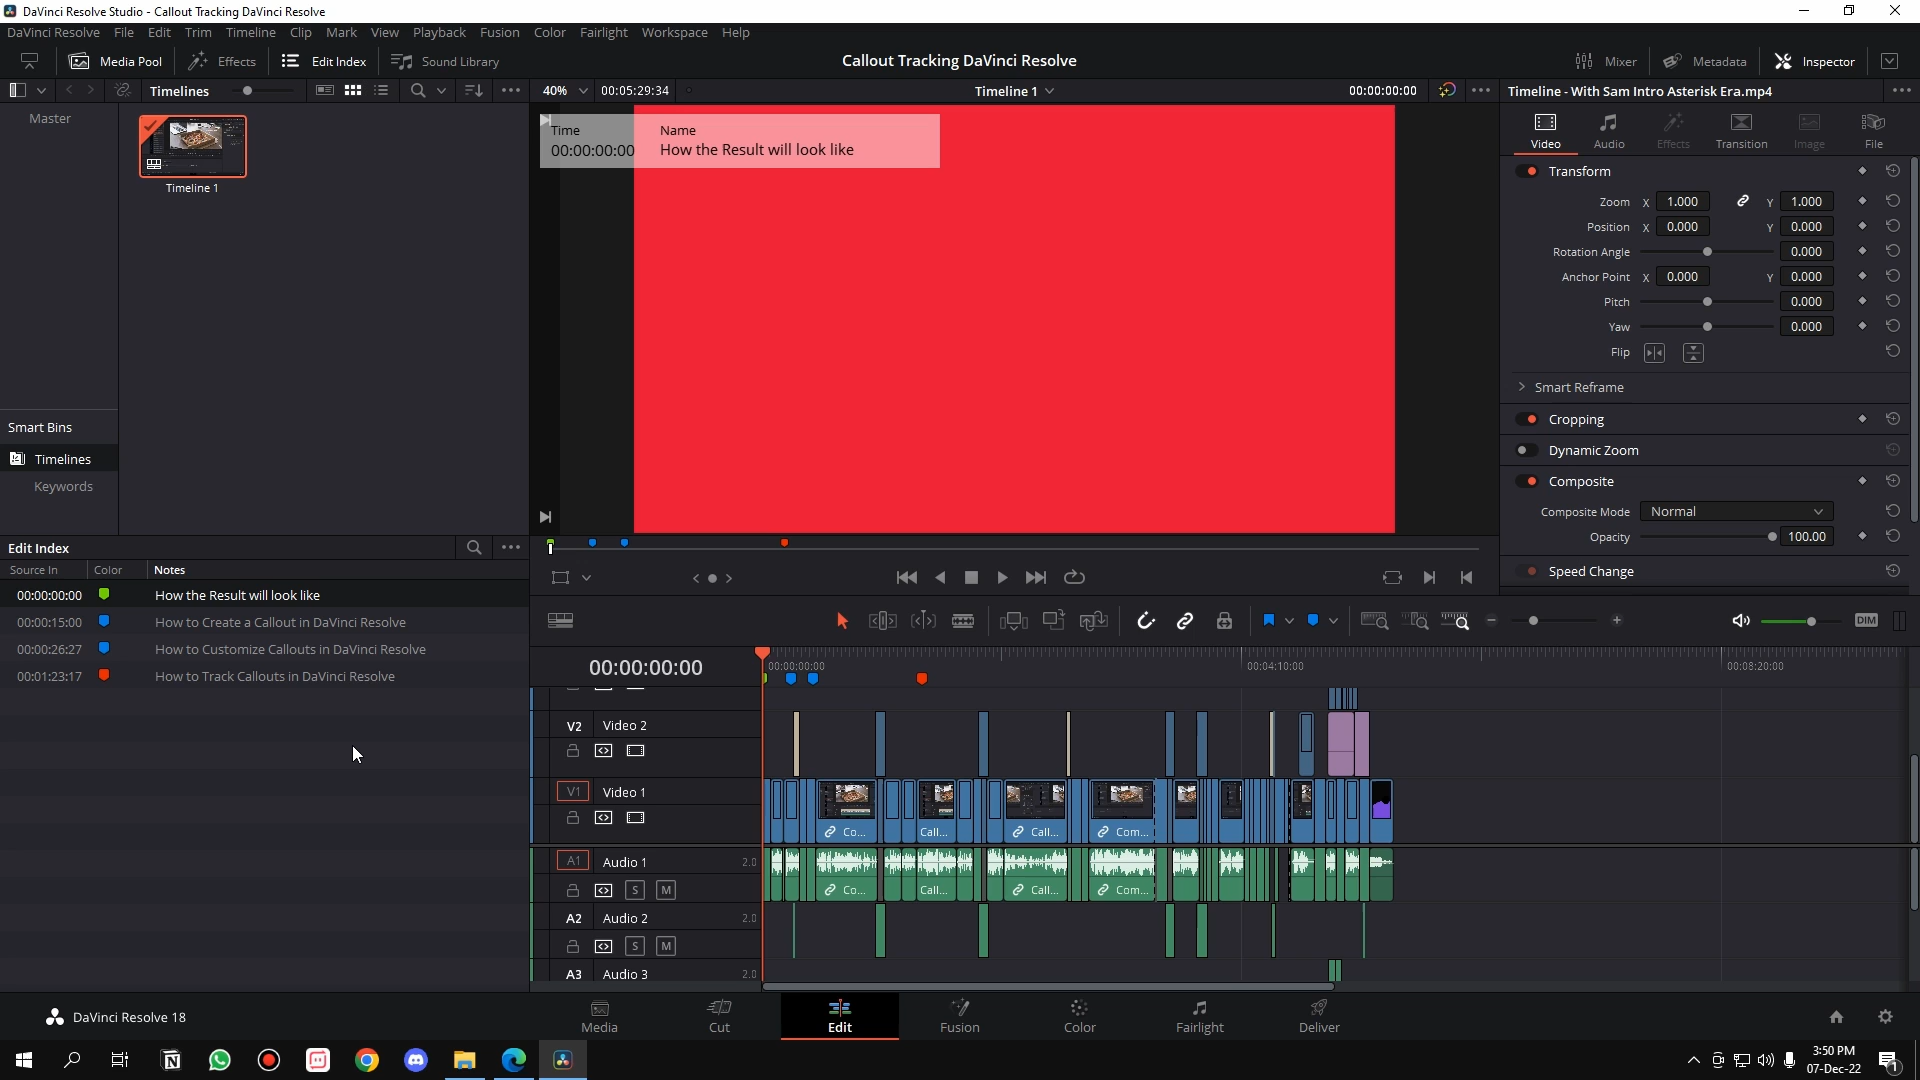 DaVinci Resolve Studio - Callout Tracking DaVinci Resolve
DaVinci Resolve File Edit Trim Timeline Clip Mark View Playback Fusion Color Fairlight Workspace Help
Media Pool Effects Edit Index Sound Library Callout Tracking DaVinci Resolve Mixer Metadata Inspector
Timelines 40% 00:05:29:34 Timeline 1 00:00:00:00 Timeline - With Sam Intro Asterisk Era.mp4
Master
Timeline 1
Smart Bins
Timelines
Keywords
Time Name
00:00:00:00 How the Result will look like
Video Audio Effects Transition Image File
Transform
Zoom X 1.000 Y 1.000
Position X 0.000 Y 0.000
Rotation Angle 0.000
Anchor Point X 0.000 Y 0.000
Pitch 0.000
Yaw 0.000
Flip
Smart Reframe
Cropping
Dynamic Zoom
Composite
Composite Mode Normal
Opacity 100.00
Speed Change
Edit Index
Source In Color Notes
00:00:00:00 How the Result will look like
00:00:15:00 How to Create a Callout in DaVinci Resolve
00:00:26:27 How to Customize Callouts in DaVinci Resolve
00:01:23:17 How to Track Callouts in DaVinci Resolve
DIM
00:00:00:00 00:00:00:00 00:04:10:00 00:08:20:00
V2 Video 2
V1 Video 1
Co... Call... Call... Com...
A1 Audio 1 2.0
S M Co... Call... Call... Com...
A2 Audio 2 2.0
S M
A3 Audio 3 2.0
DaVinci Resolve 18
Media Cut Edit Fusion Color Fairlight Deliver
3:50 PM
07-Dec-22
1